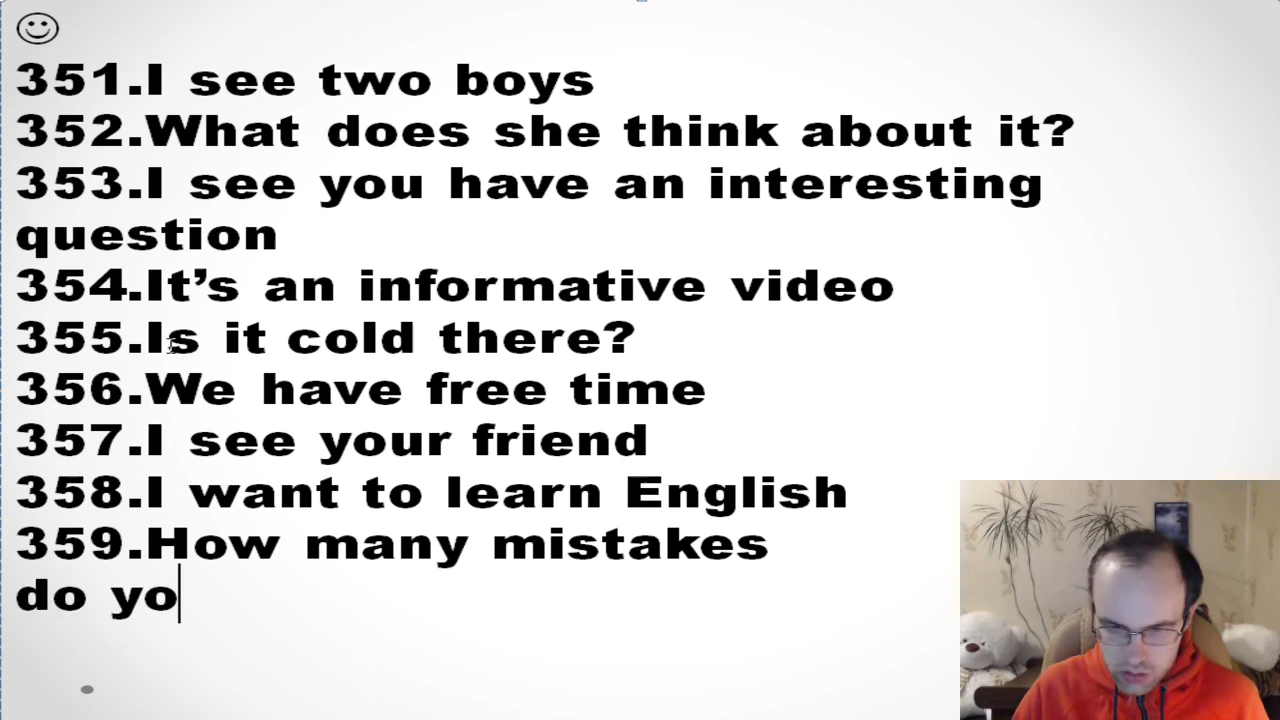 351.I see two boys
352.What does she think about it?
353.I see you have an interesting
question
354.It’s an informative video
355.Is it cold there?
356.We have free time
357.I see your friend
358.I want to learn English
359.How many mistakes
do yo